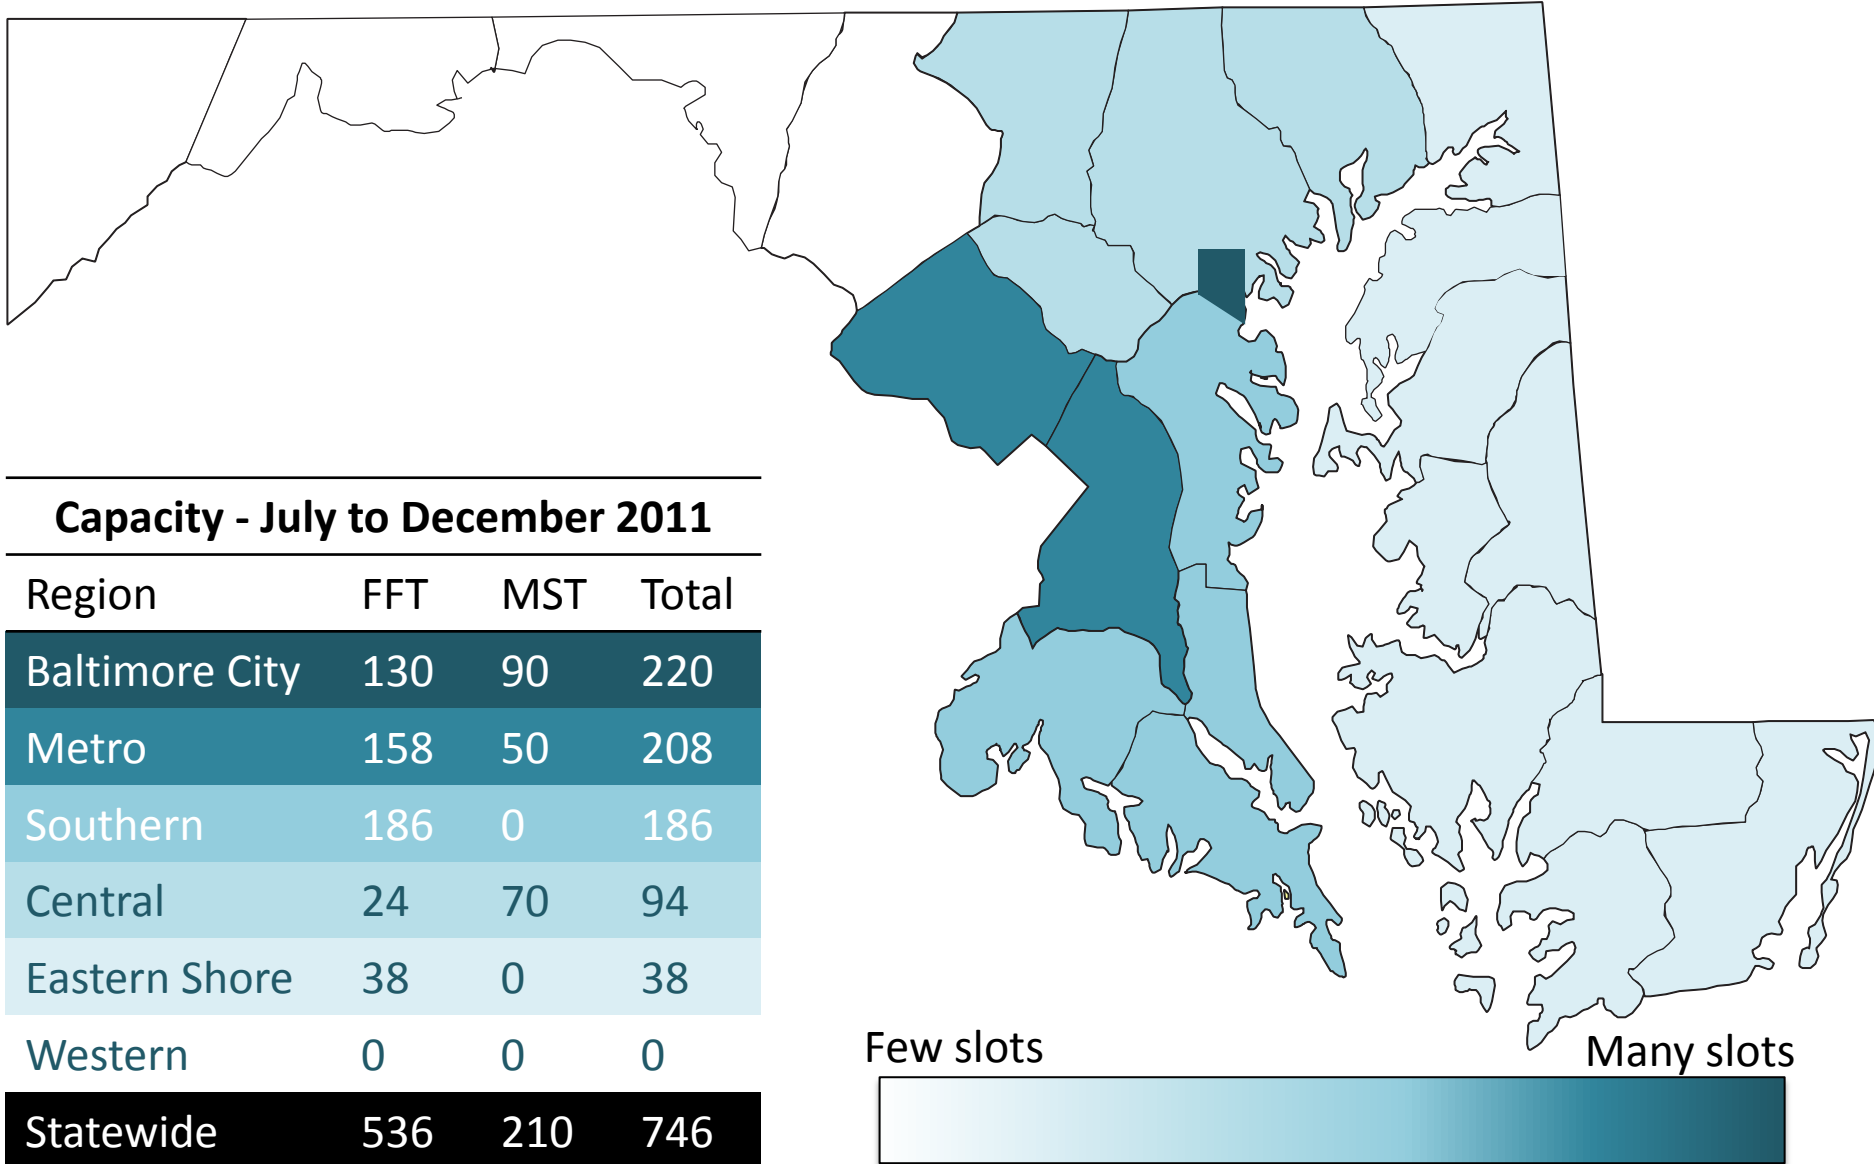 Capacity - July to December 2011
Region FFT MST Total
Baltimore City 130 90 220
Metro 158 50 208
Southern 186 0 186
Central 24 70 94
Eastern Shore 38 0 38
Western 0 0 0
Statewide 536 210 746
Few slots Many slots